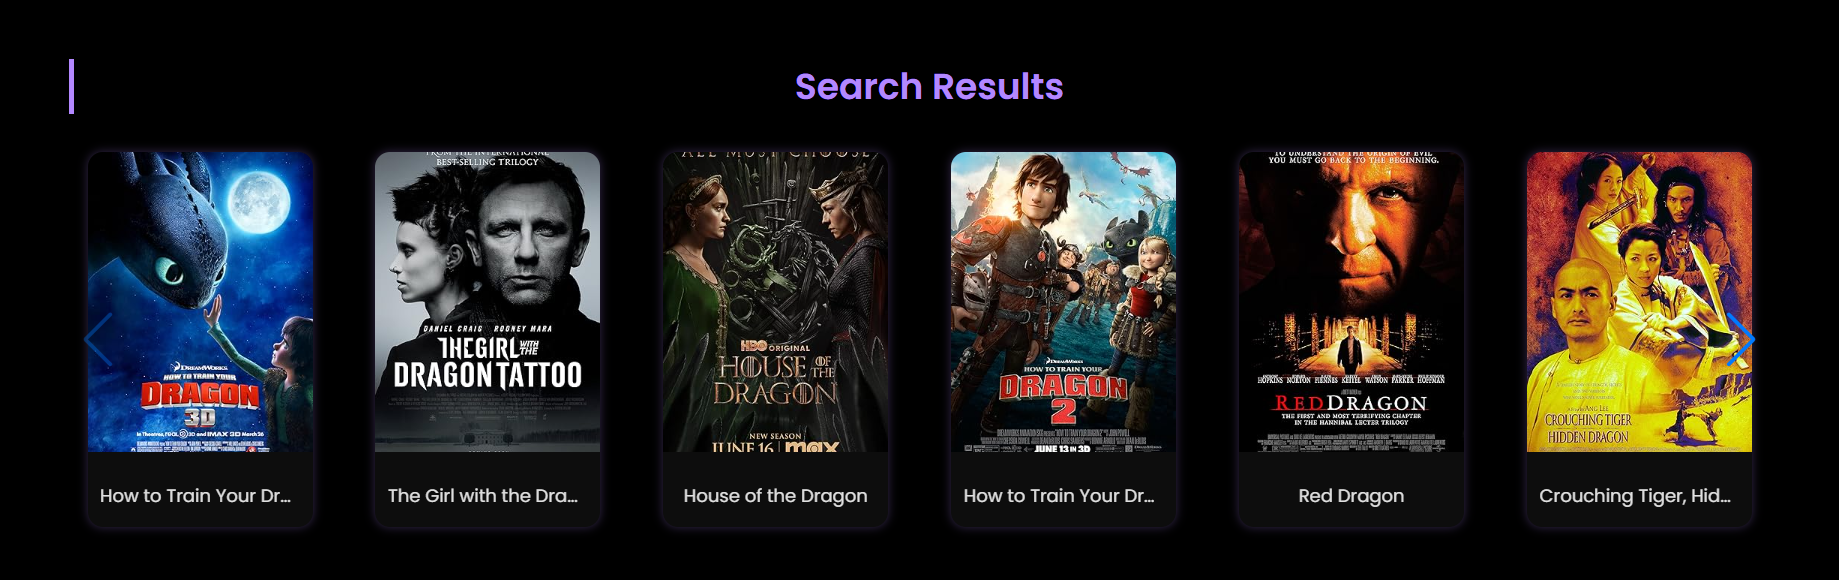 Search Results
DREAMWORKS
HOW TO TRAIN YOUR
DRAGON
3D
In Theatres, REAL D 3D and IMAX 3D March 26
FROM THE INTERNATIONAL
BEST-SELLING TRILOGY
DANIEL CRAIG ROONEY MARA
THE GIRL WITH THE
DRAGON TATTOO
ALL MUST CHOOSE
HBO ORIGINAL
HOUSE OF THE
DRAGON
NEW SEASON
JUNE 16 | max
DREAMWORKS
HOW TO TRAIN YOUR
DRAGON
2
JUNE 13 IN 3D
TO UNDERSTAND THE ORIGIN OF EVIL
YOU MUST GO BACK TO THE BEGINNING.
HOPKINS NORTON FIENNES KEITEL WATSON PARKER HOFFMAN
RED DRAGON
THE FIRST AND MOST TERRIFYING CHAPTER
IN THE HANNIBAL LECTER TRILOGY
ANG LEE
CROUCHING TIGER
HIDDEN DRAGON
How to Train Your Dr...
The Girl with the Dra...
House of the Dragon
How to Train Your Dr...
Red Dragon
Crouching Tiger, Hid...